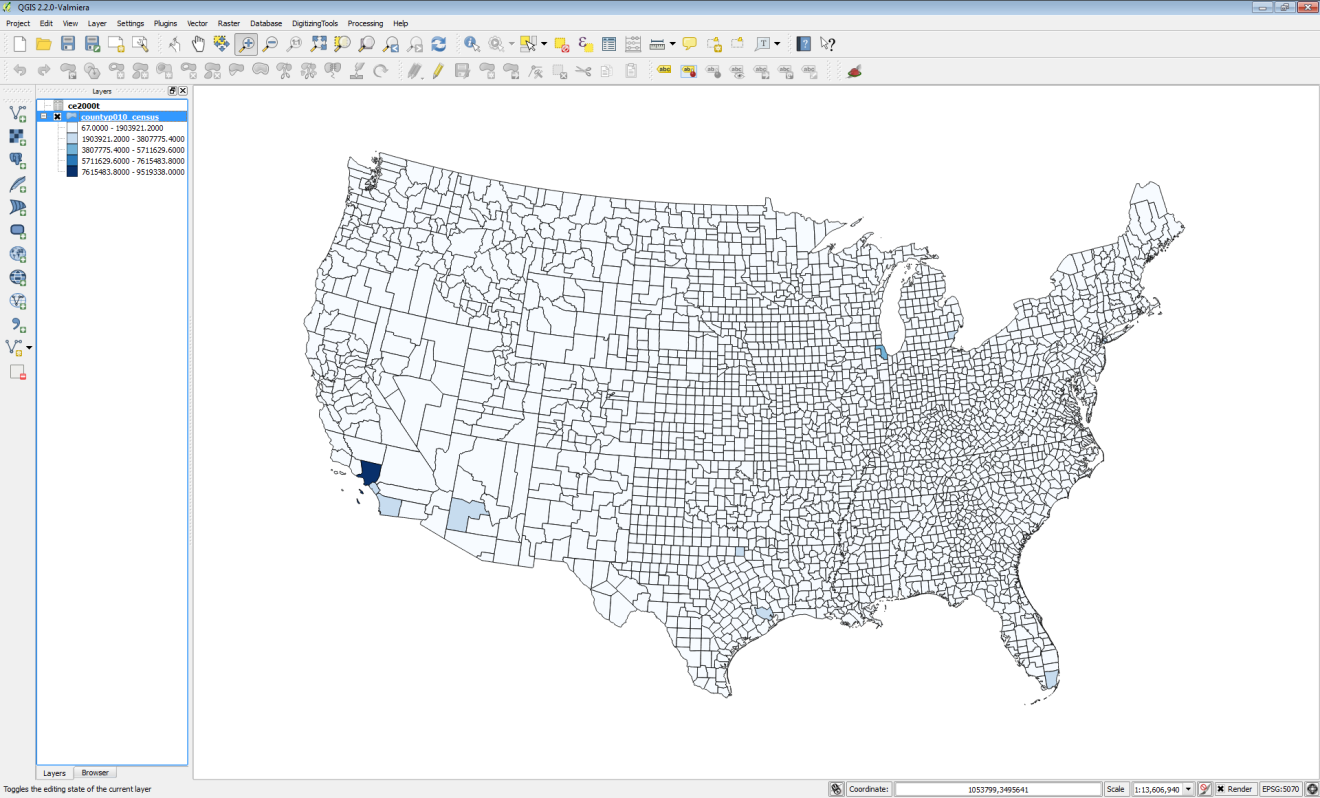 QGIS 2.2.0-Valmiera
Project Edit View Layer Settings Plugins Vector Raster Database DigitizingTools Processing Help
Layers
ce2000t
countyp010_census
67.0000 - 1903921.2000
1903921.2000 - 3807775.4000
3807775.4000 - 5711629.6000
5711629.6000 - 7615483.8000
7615483.8000 - 9519338.0000
Layers Browser
Toggles the editing state of the current layer
Coordinate: 1053799,3495641 Scale 1:13,606,940 Render EPSG:5070